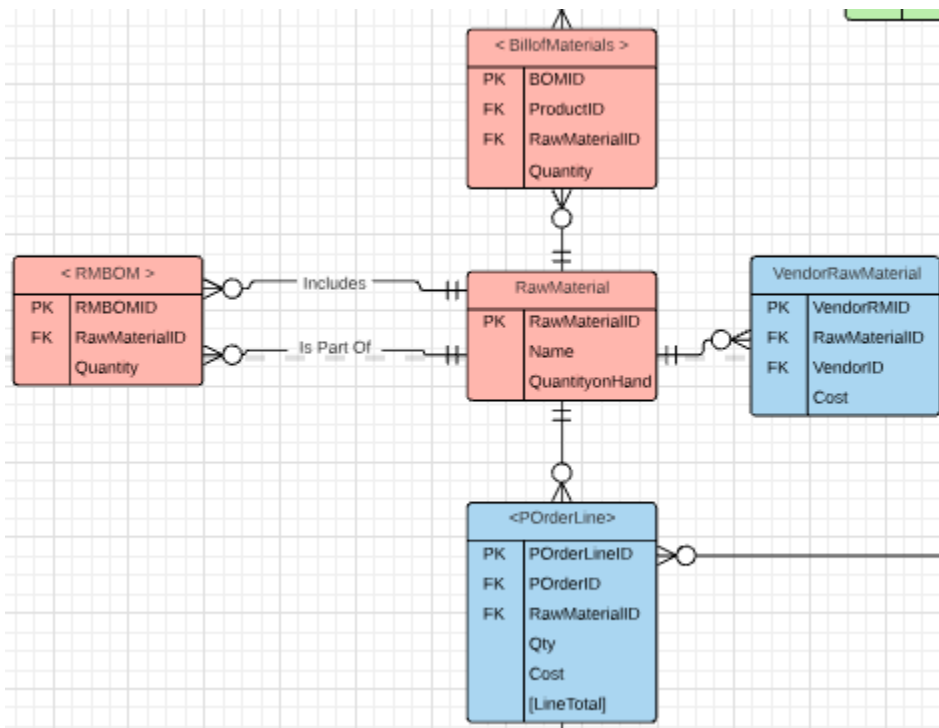 < BillofMaterials >
PK BOMID
FK ProductID
FK RawMaterialID
Quantity
< RMBOM >
PK RMBOMID
FK RawMaterialID
Quantity
Includes
Is Part Of
RawMaterial
PK RawMaterialID
Name
QuantityonHand
VendorRawMaterial
PK VendorRMID
FK RawMaterialID
FK VendorID
Cost
<POrderLine>
PK POrderLineID
FK POrderID
FK RawMaterialID
Qty
Cost
[LineTotal]